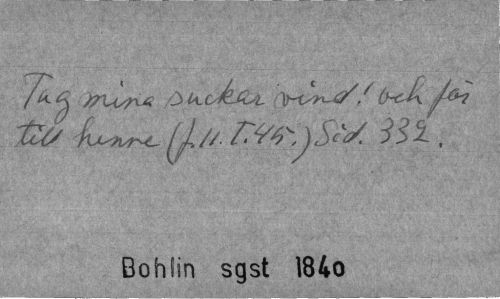 Tag mina suckar vind! och för
till henne (f.11.T.45.) Sid. 332.
Bohlin sgst 1840